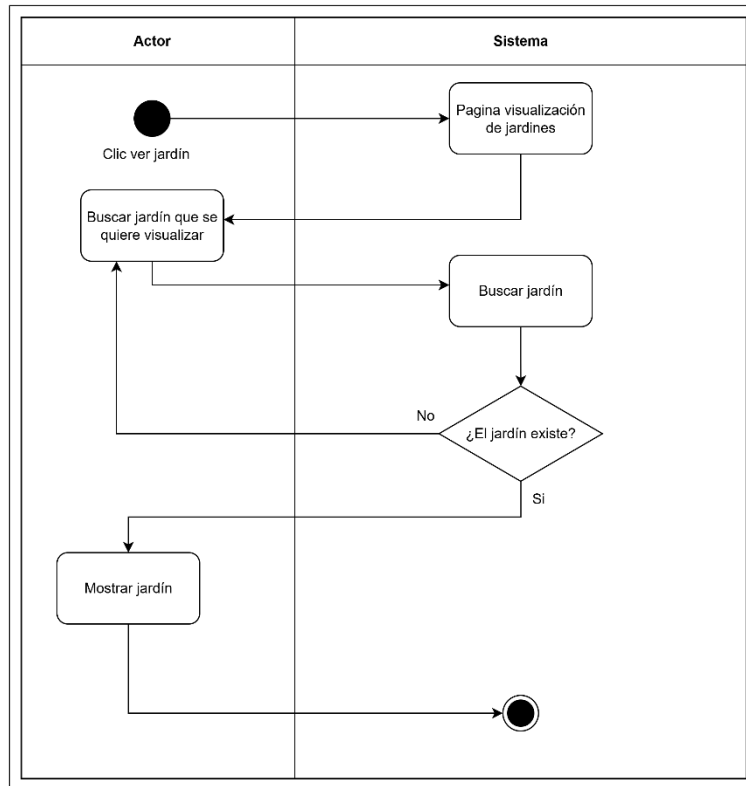 Actor
Sistema
Pagina visualización
de jardines
Clic ver jardín
Buscar jardín que se
quiere visualizar
Buscar jardín
No
¿El jardín existe?
Si
Mostrar jardín